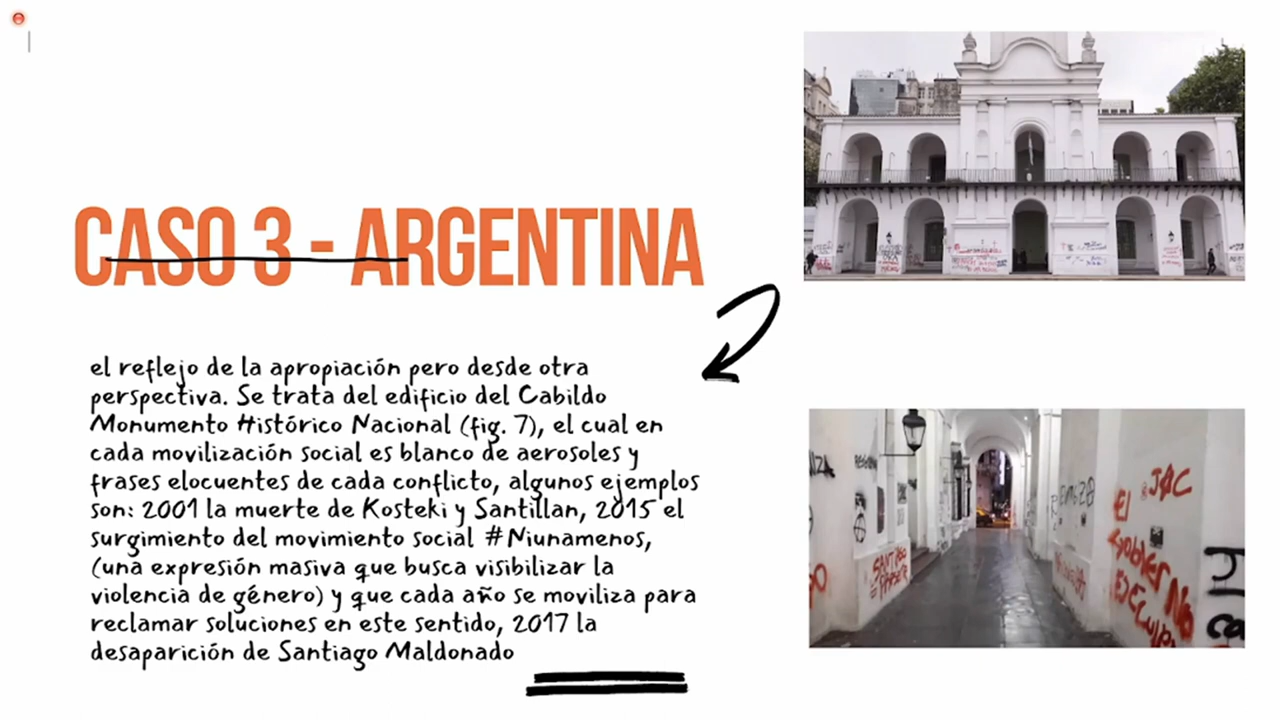 CASO 3 - ARGENTINA
el reflejo de la apropiación pero desde otra
perspectiva. Se trata del edificio del Cabildo
Monumento Histórico Nacional (fig. 7), el cual en
cada movilización social es blanco de aerosoles y
frases elocuentes de cada conflicto, algunos ejemplos
son: 2001 la muerte de Kosteki y Santillan, 2015 el
surgimiento del movimiento social #Niunamenos,
(una expresión masiva que busca visibilizar la
violencia de género) y que cada año se moviliza para
reclamar soluciones en este sentido, 2017 la
desaparición de Santiago Maldonado
El